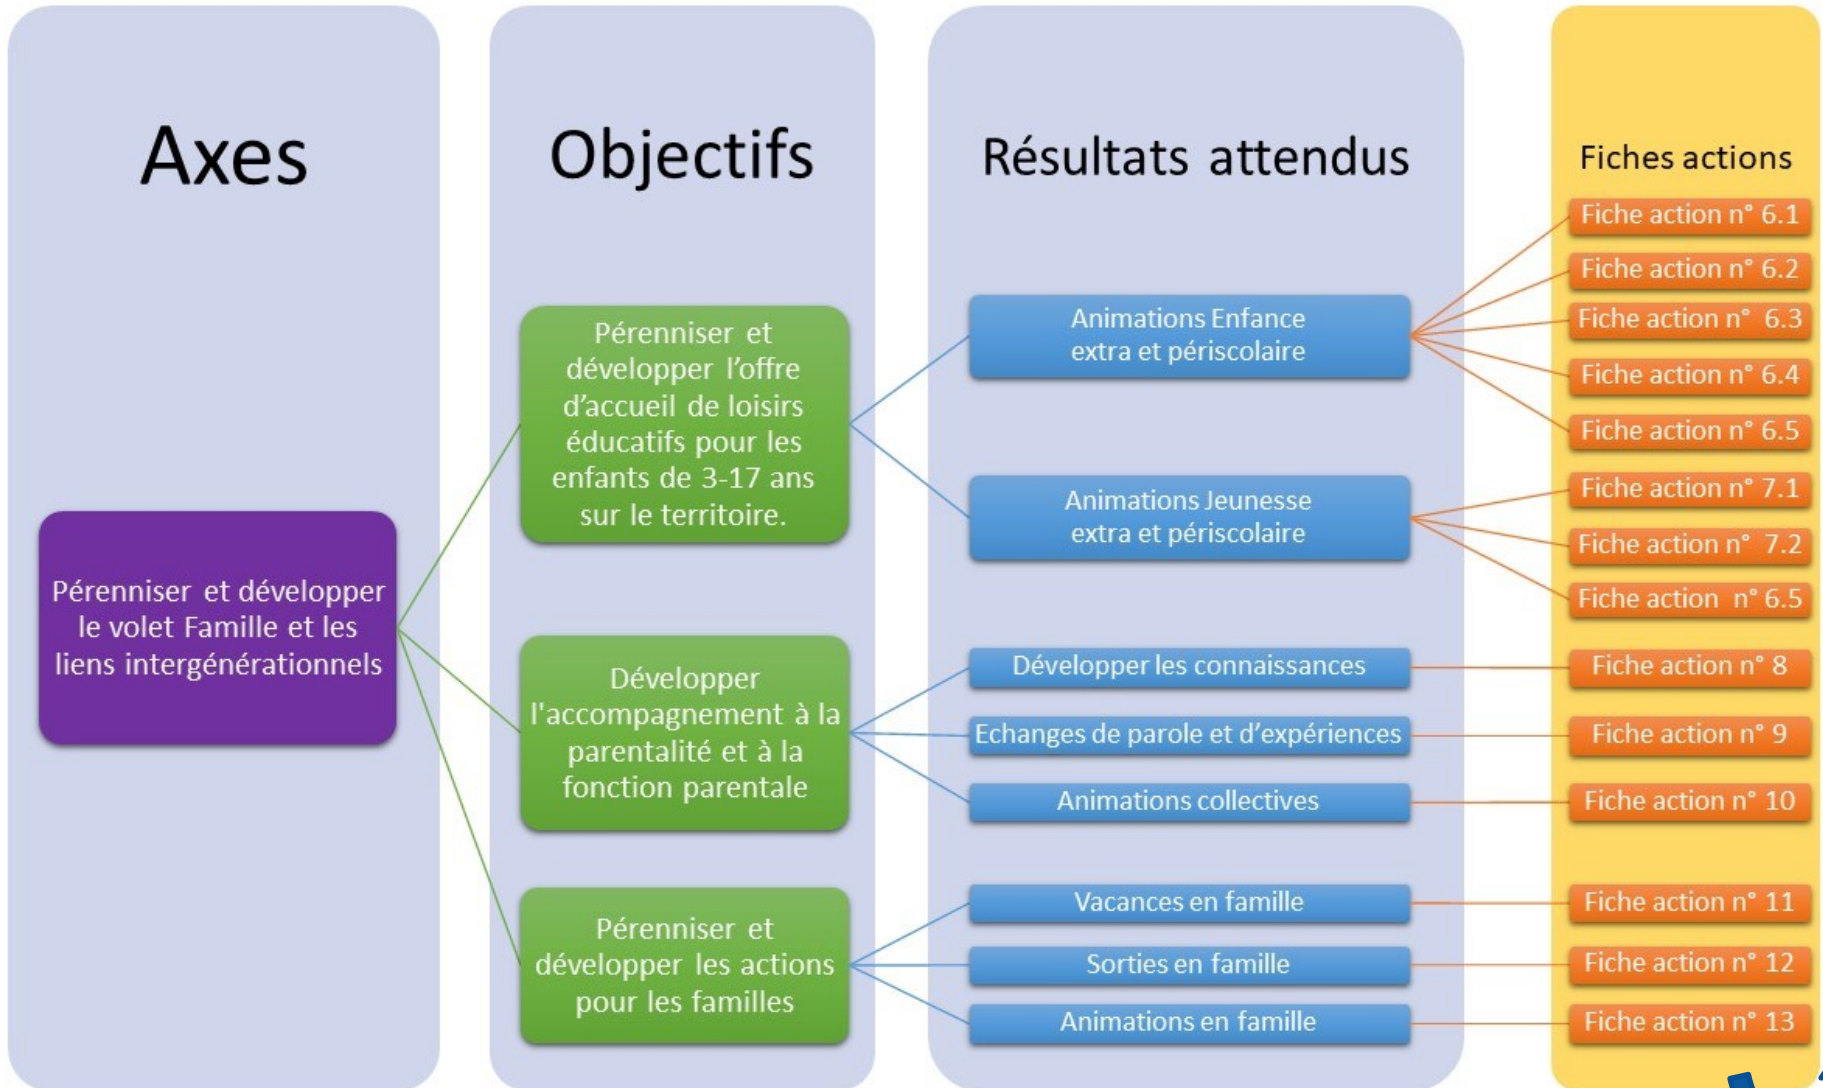 Axes
Objectifs
Résultats attendus
Fiches actions
Pérenniser et développer
le volet Famille et les
liens intergénérationnels
Pérenniser et
développer l’offre
d’accueil de loisirs
éducatifs pour les
enfants de 3-17 ans
sur le territoire.
Développer
l'accompagnement à la
parentalité et à la
fonction parentale
Pérenniser et
développer les actions
pour les familles
Animations Enfance
extra et périscolaire
Animations Jeunesse
extra et périscolaire
Développer les connaissances
Echanges de parole et d’expériences
Animations collectives
Vacances en famille
Sorties en famille
Animations en famille
Fiche action n° 6.1
Fiche action n° 6.2
Fiche action n° 6.3
Fiche action n° 6.4
Fiche action n° 6.5
Fiche action n° 7.1
Fiche action n° 7.2
Fiche action n° 6.5
Fiche action n° 8
Fiche action n° 9
Fiche action n° 10
Fiche action n° 11
Fiche action n° 12
Fiche action n° 13